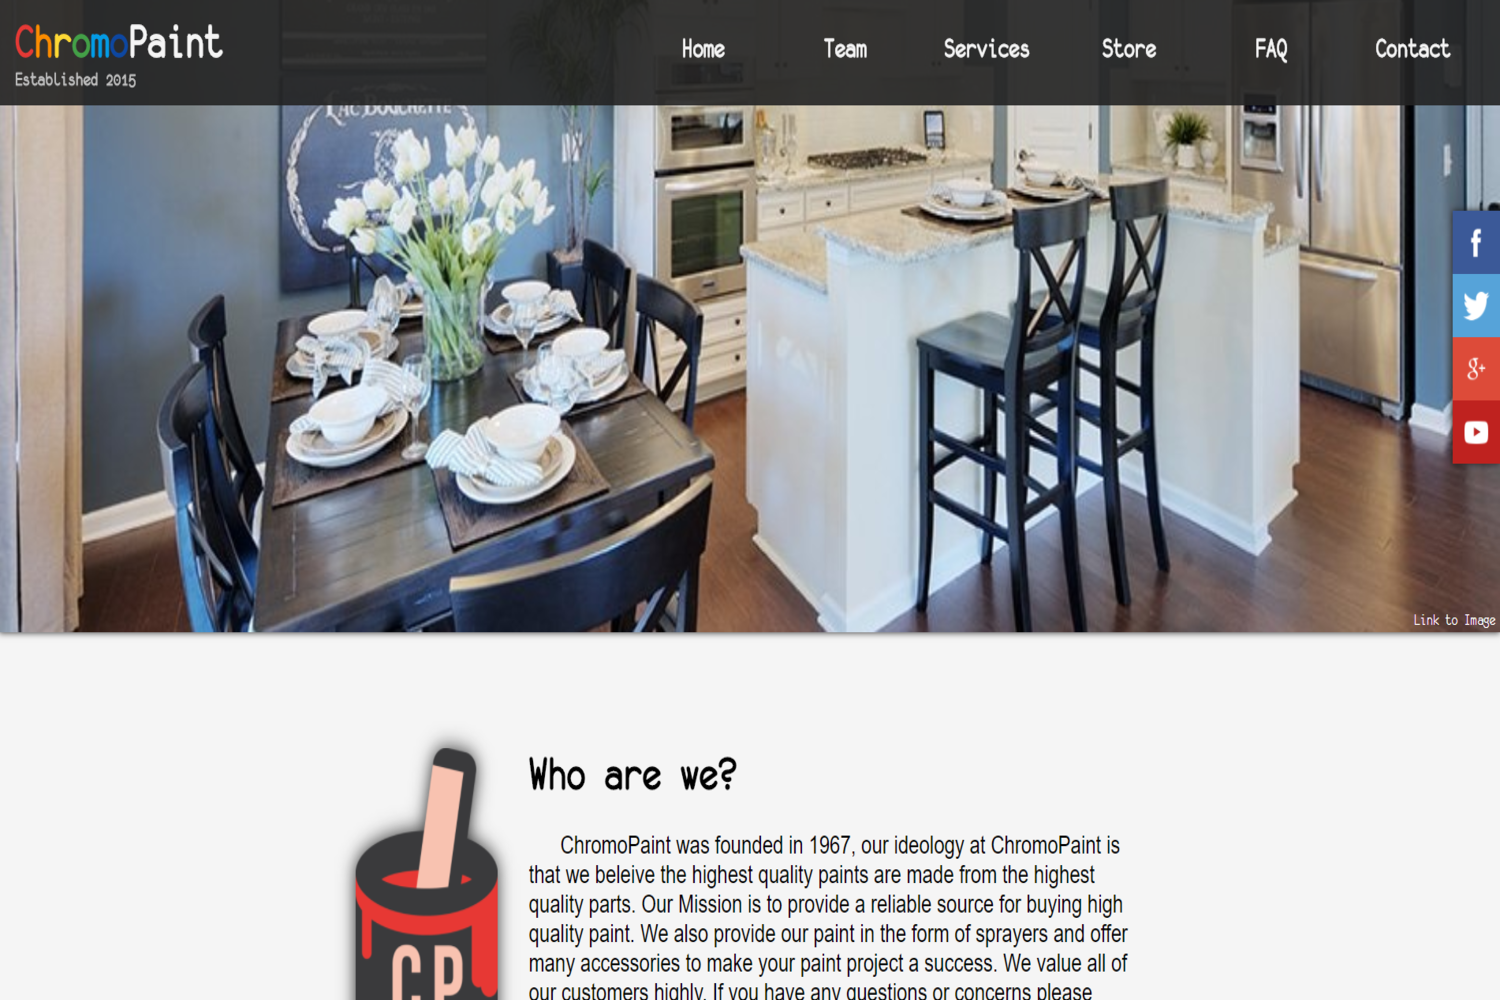 ChromoPaint
Established 2015
Home Team Services Store FAQ Contact
LAC BOUCHETTE
Link to Image
Who are we?
ChromoPaint was founded in 1967, our ideology at ChromoPaint is
that we beleive the highest quality paints are made from the highest
quality parts. Our Mission is to provide a reliable source for buying high
quality paint. We also provide our paint in the form of sprayers and offer
many accessories to make your paint project a success. We value all of
our customers highly. If you have any questions or concerns please
CP